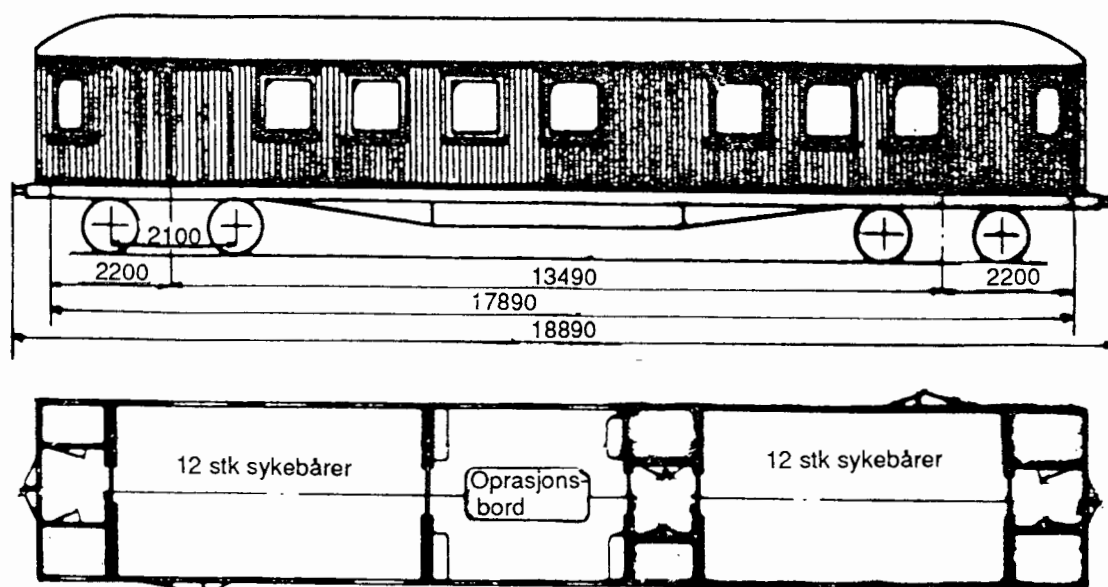 2100
2200 13490 2200
17890
18890
12 stk sykebårer
12 stk sykebårer
Oprasjons-
bord